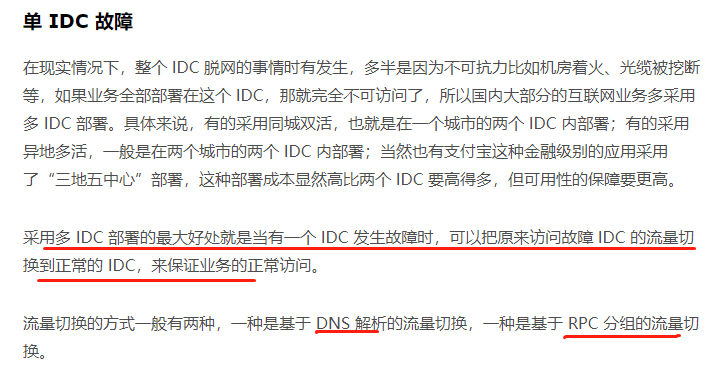 单 IDC 故障
在现实情况下，整个 IDC 脱网的事情时有发生，多半是因为不可抗力比如机房着火、光缆被挖断
等，如果业务全部部署在这个 IDC，那就完全不可访问了，所以国内大部分的互联网业务多采用
多 IDC 部署。具体来说，有的采用同城双活，也就是在一个城市的两个 IDC 内部署；有的采用
异地多活，一般是在两个城市的两个 IDC 内部署；当然也有支付宝这种金融级别的应用采用
了“三地五中心”部署，这种部署成本显然高比两个 IDC 要高得多，但可用性的保障要更高。
采用多 IDC 部署的最大好处就是当有一个 IDC 发生故障时，可以把原来访问故障 IDC 的流量切
换到正常的 IDC，来保证业务的正常访问。
流量切换的方式一般有两种，一种是基于 DNS 解析的流量切换，一种是基于 RPC 分组的流量切
换。